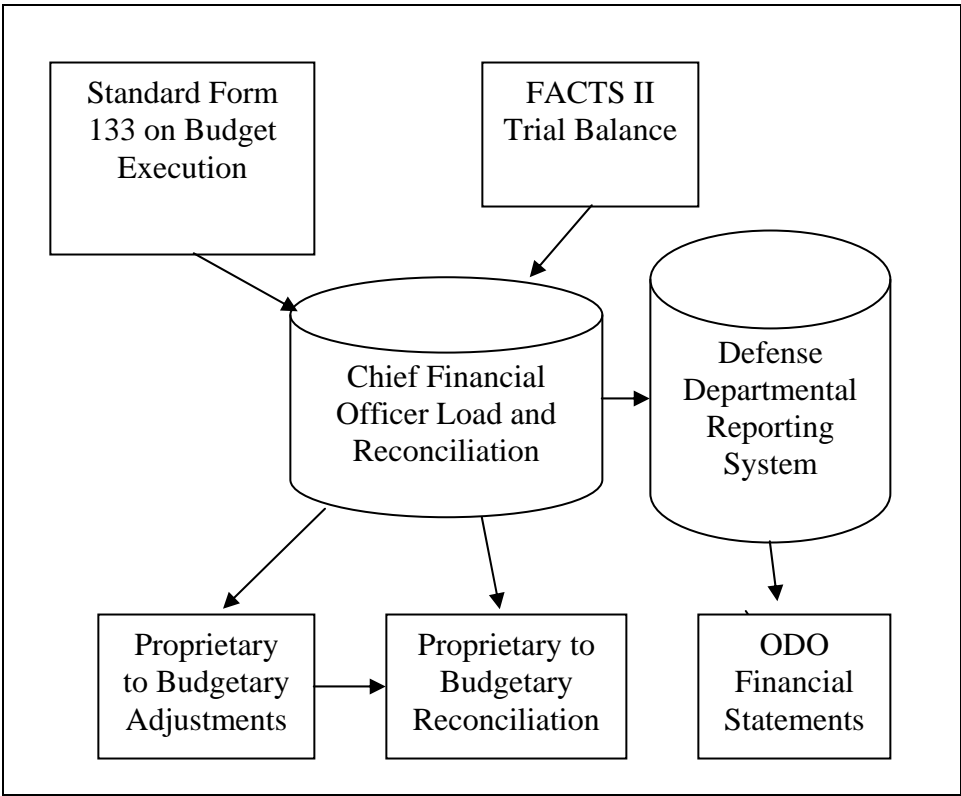 Standard Form
133 on Budget
Execution
FACTS II
Trial Balance
Chief Financial
Officer Load and
Reconciliation
Defense
Departmental
Reporting
System
Proprietary
to Budgetary
Adjustments
Proprietary to
Budgetary
Reconciliation
ODO
Financial
Statements